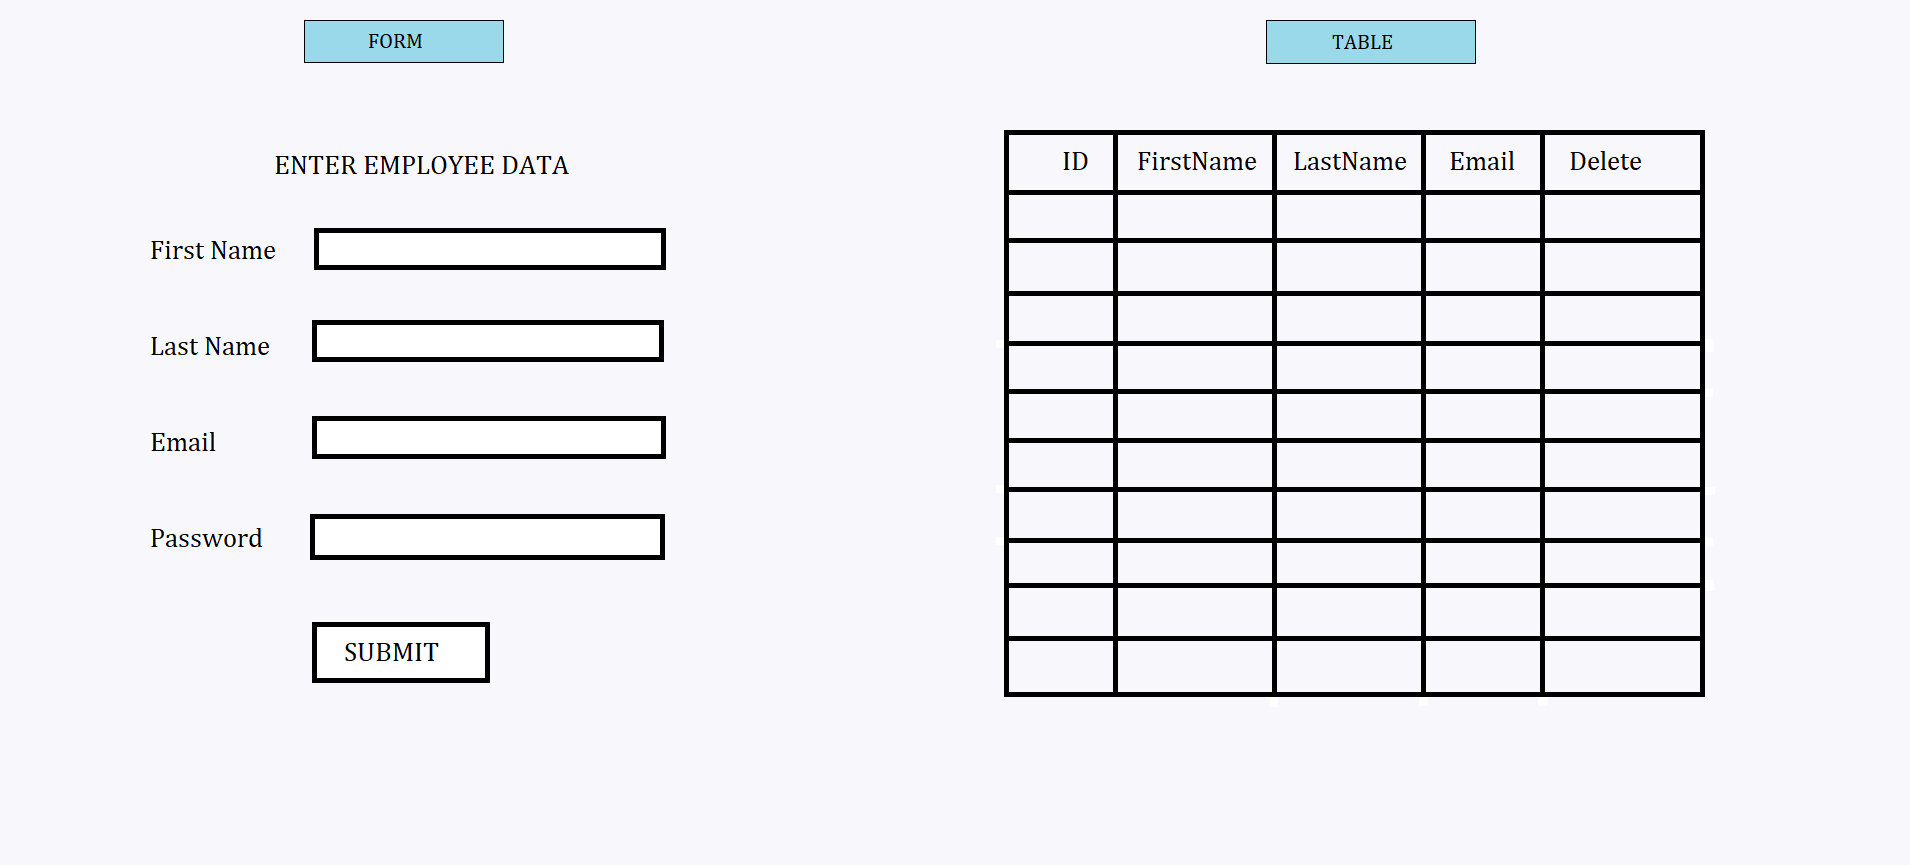 FORM
ENTER EMPLOYEE DATA
First Name
Last Name
Email
Password
SUBMIT
TABLE
ID FirstName LastName Email Delete